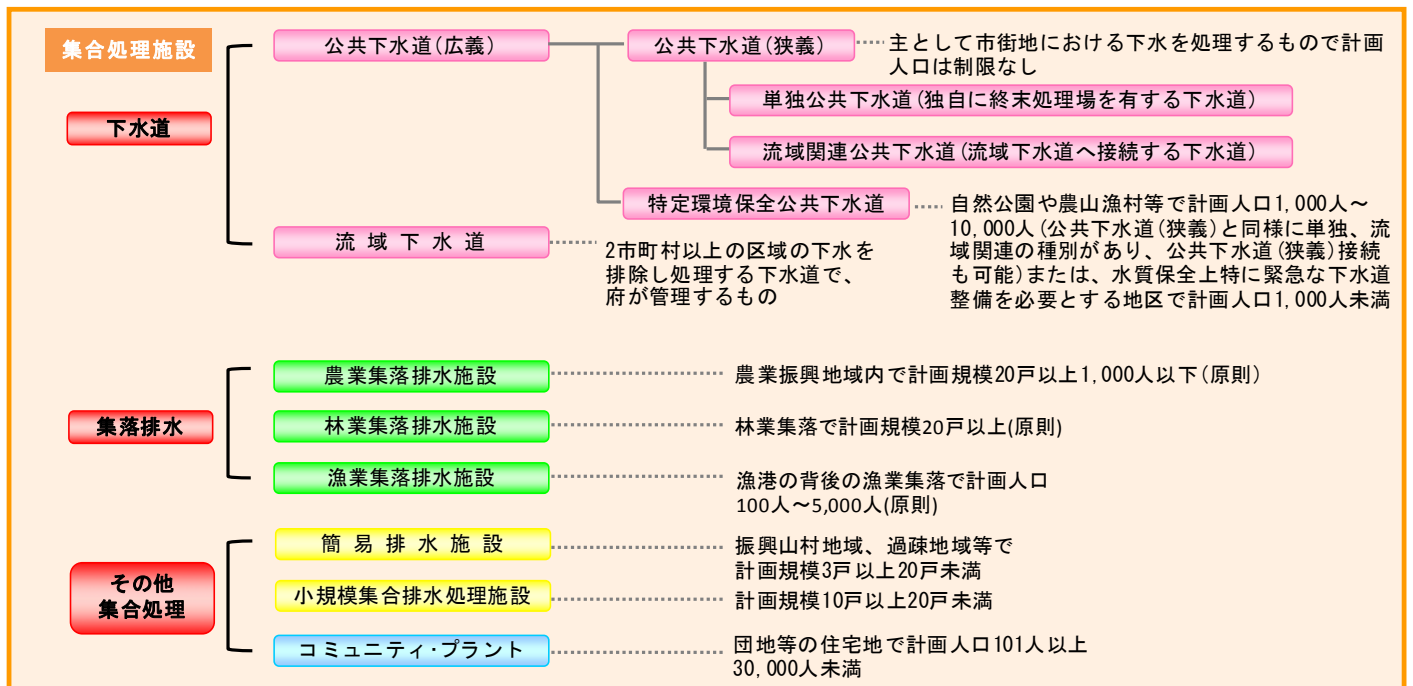 集合処理施設
下水道
公共下水道(広義)
公共下水道(狭義)
主として市街地における下水を処理するもので計画
人口は制限なし
単独公共下水道(独自に終末処理場を有する下水道)
流域関連公共下水道(流域下水道へ接続する下水道)
特定環境保全公共下水道
自然公園や農山漁村等で計画人口1,000人～
10,000人(公共下水道(狭義)と同様に単独、流
域関連の種別があり、公共下水道(狭義)接続
も可能)または、水質保全上特に緊急な下水道
整備を必要とする地区で計画人口1,000人未満
流域下水道
2市町村以上の区域の下水を
排除し処理する下水道で、
府が管理するもの
集落排水
農業集落排水施設
農業振興地域内で計画規模20戸以上1,000人以下(原則)
林業集落排水施設
林業集落で計画規模20戸以上(原則)
漁業集落排水施設
漁港の背後の漁業集落で計画人口
100人～5,000人(原則)
その他
集合処理
簡易排水施設
振興山村地域、過疎地域等で
計画規模3戸以上20戸未満
小規模集合排水処理施設
計画規模10戸以上20戸未満
コミュニティ・プラント
団地等の住宅地で計画人口101人以上
30,000人未満